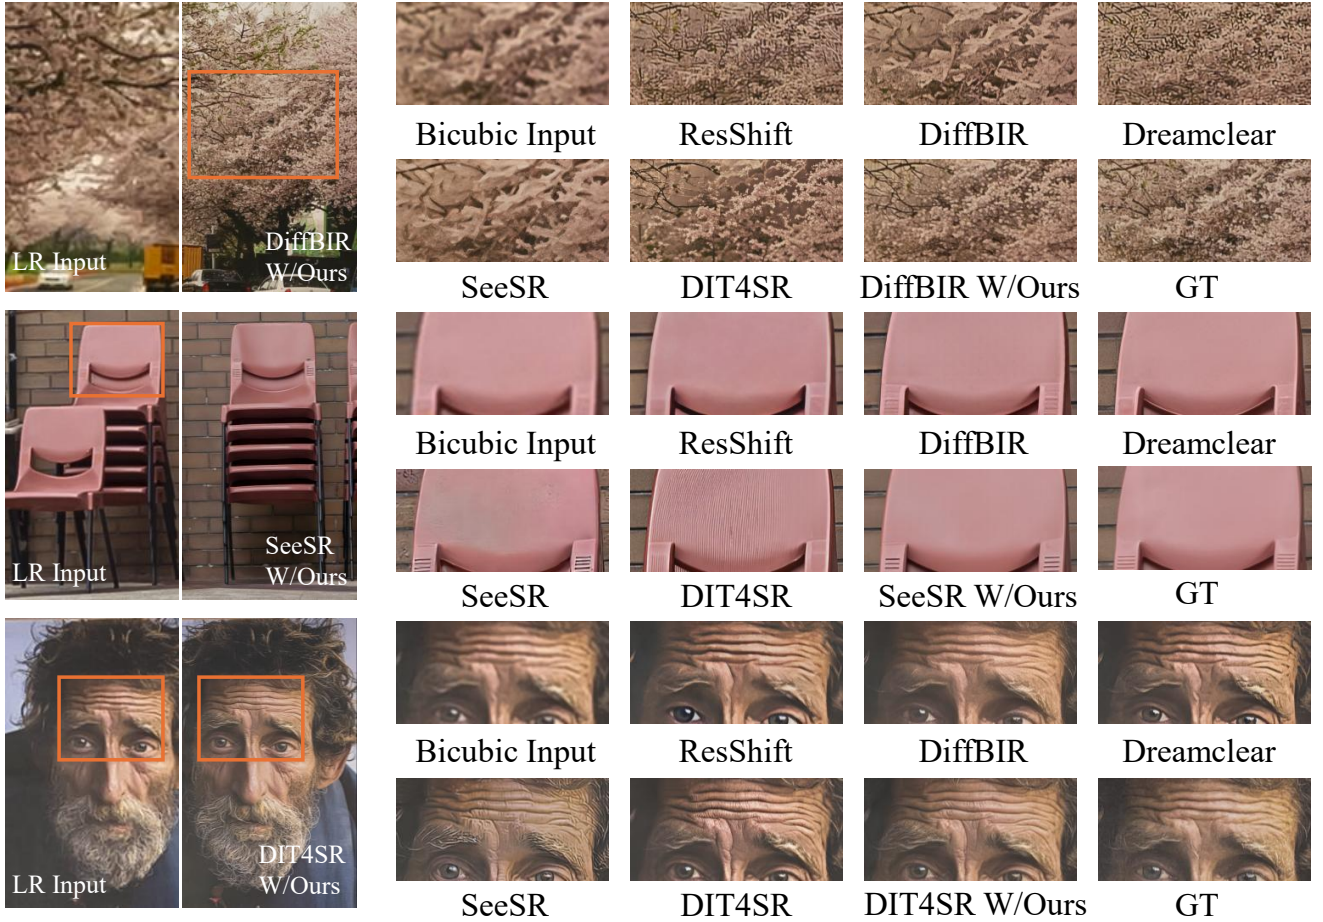 LR Input
DiffBIR
W/Ours
Bicubic Input
ResShift
DiffBIR
Dreamclear
SeeSR
DIT4SR
DiffBIR W/Ours
GT
LR Input
SeeSR
W/Ours
Bicubic Input
ResShift
DiffBIR
Dreamclear
SeeSR
DIT4SR
SeeSR W/Ours
GT
LR Input
DIT4SR
W/Ours
Bicubic Input
ResShift
DiffBIR
Dreamclear
SeeSR
DIT4SR
DIT4SR W/Ours
GT